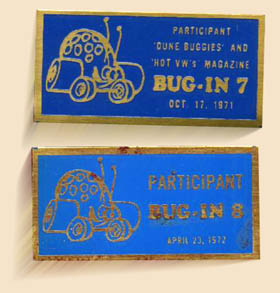 PARTICIPANT
'DUNE BUGGIES' AND
'HOT VW's' MAGAZINE
BUG-IN 7
OCT. 17, 1971
PARTICIPANT
BUG-IN 8
APRIL 23, 1972